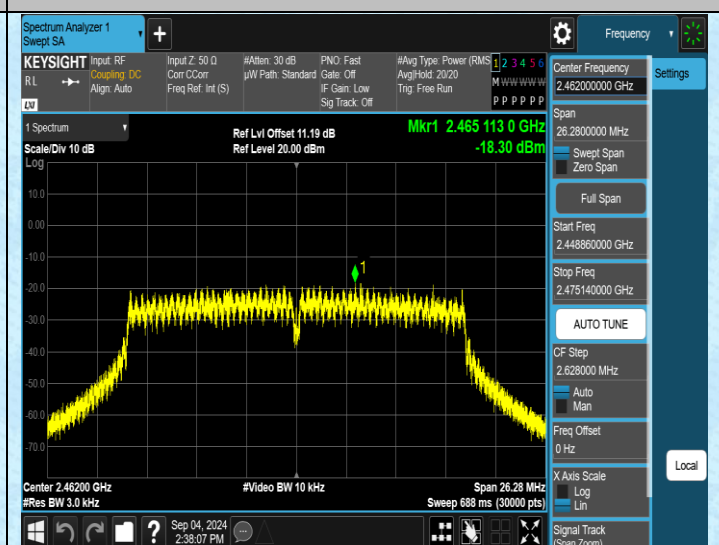 Spectrum Analyzer 1
Swept SA
+
Frequency
KEYSIGHT
RL
LXI
Input: RF
Coupling: DC
Align: Auto
Input Z: 50 Ω
Corr CCorr
Freq Ref: Int (S)
#Atten: 30 dB
µW Path: Standard
PNO: Fast
Gate: Off
IF Gain: Low
Sig Track: Off
#Avg Type: Power (RMS
Avg|Hold: 20/20
Trig: Free Run
1 2 3 4 5 6
M W W W W W
P P P P P P
1 Spectrum
Scale/Div 10 dB
Log
Ref Lvl Offset 11.19 dB
Ref Level 20.00 dBm
Mkr1 2.465 113 0 GHz
-18.30 dBm
10.0
0.00
-10.0
-20.0
-30.0
-40.0
-50.0
-60.0
-70.0
1
Center 2.46200 GHz
#Res BW 3.0 kHz
#Video BW 10 kHz
Span 26.28 MHz
Sweep 688 ms (30000 pts)
Center Frequency
2.462000000 GHz
Span
26.2800000 MHz
Swept Span
Zero Span
Full Span
Start Freq
2.448860000 GHz
Stop Freq
2.475140000 GHz
AUTO TUNE
CF Step
2.628000 MHz
Auto
Man
Freq Offset
0 Hz
X Axis Scale
Log
Lin
Signal Track
(Span Zoom)
Settings
Local
?
Sep 04, 2024
2:38:07 PM